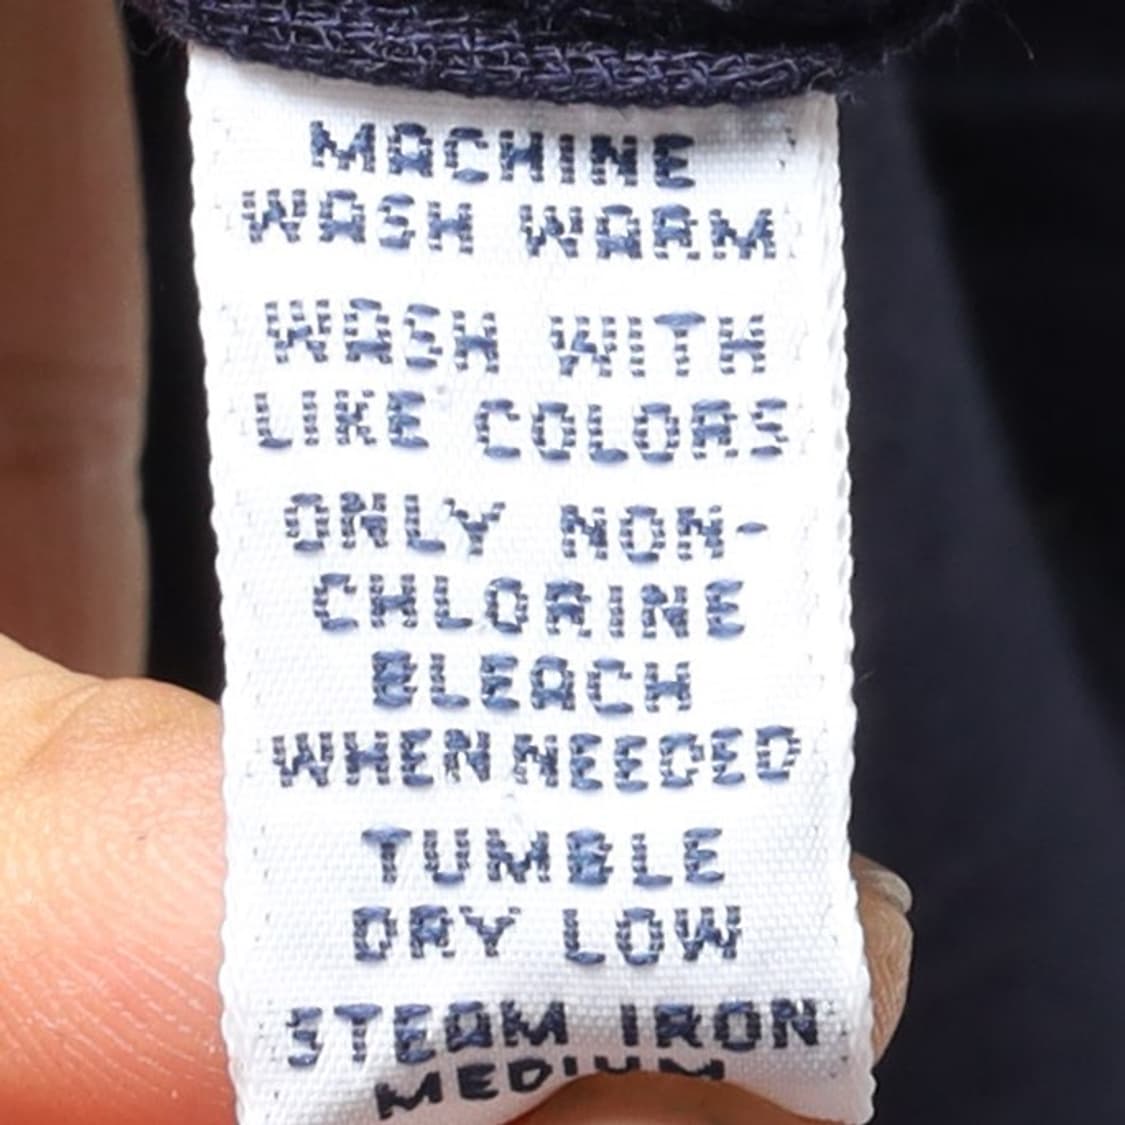 MACHINE
WASH WARM
WASH WITH
LIKE COLORS
ONLY NON-
CHLORINE
BLEACH
WHEN NEEDED
TUMBLE
DRY LOW
STEAM IRON
MEDIUM